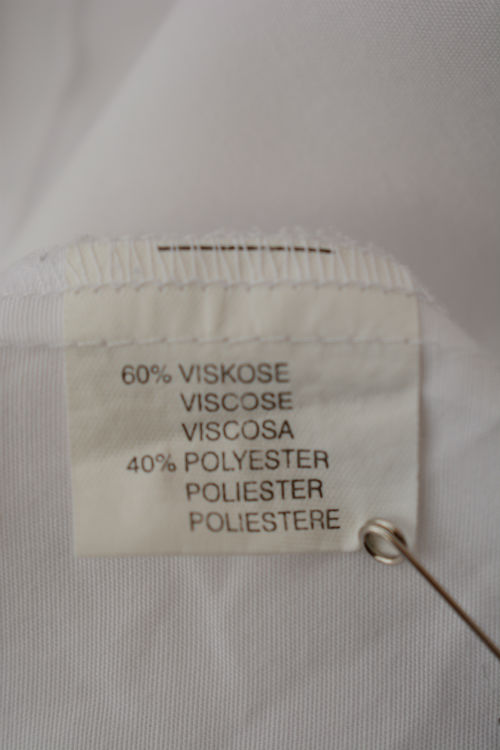 60% VISKOSE
VISCOSE
VISCOSA
40% POLYESTER
POLIESTER
POLIESTERE